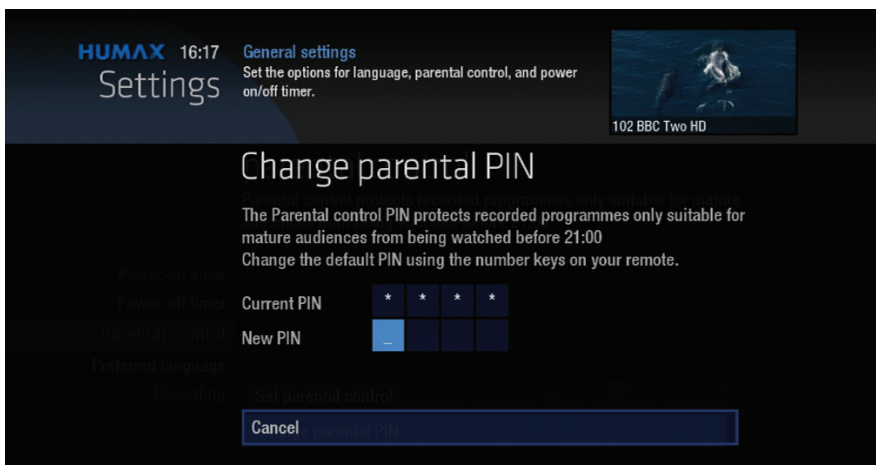 HUMAX 16:17
Settings
General settings
Set the options for language, parental control, and power
on/off timer.
102 BBC Two HD
Change parental PIN
The Parental control PIN protects recorded programmes only suitable for
mature audiences from being watched before 21:00
Change the default PIN using the number keys on your remote.
Power-on timer
Power-off timer
Parental control
Preferred language
Recording
Current PIN * * * *
New PIN _
Set parental control
Cancel